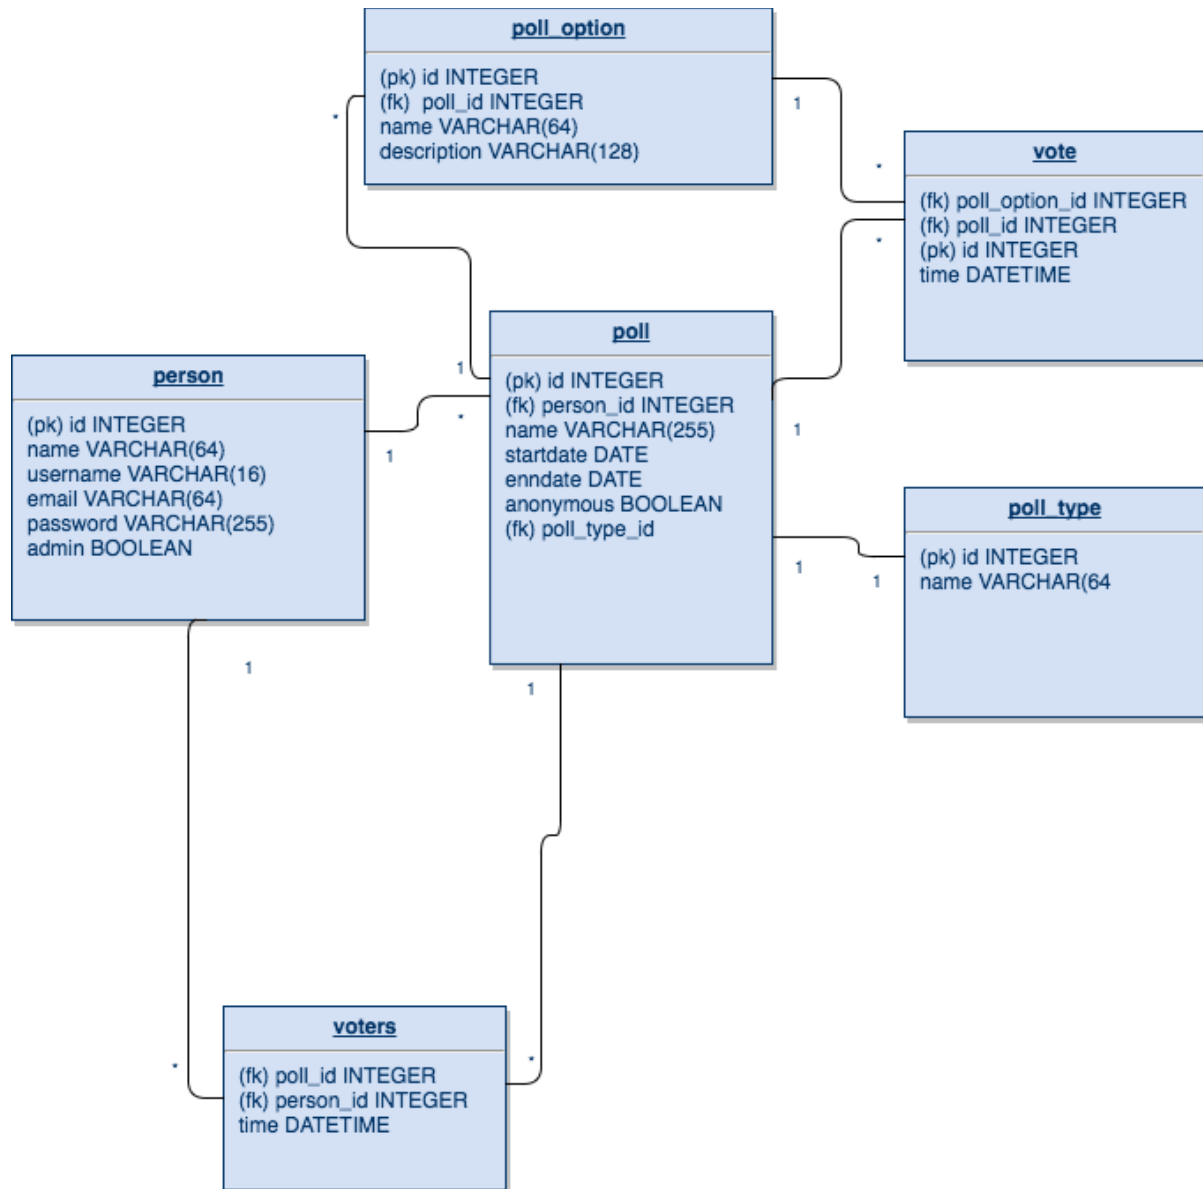 poll_option
(pk) id INTEGER
(fk) poll_id INTEGER
name VARCHAR(64)
description VARCHAR(128)
*
1
*
vote
(fk) poll_option_id INTEGER
(fk) poll_id INTEGER
(pk) id INTEGER
time DATETIME
*
poll
(pk) id INTEGER
(fk) person_id INTEGER
name VARCHAR(255)
startdate DATE
enndate DATE
anonymous BOOLEAN
(fk) poll_type_id
1
*
1
1
person
(pk) id INTEGER
name VARCHAR(64)
username VARCHAR(16)
email VARCHAR(64)
password VARCHAR(255)
admin BOOLEAN
poll_type
(pk) id INTEGER
name VARCHAR(64
1
1
1
1
*
*
voters
(fk) poll_id INTEGER
(fk) person_id INTEGER
time DATETIME